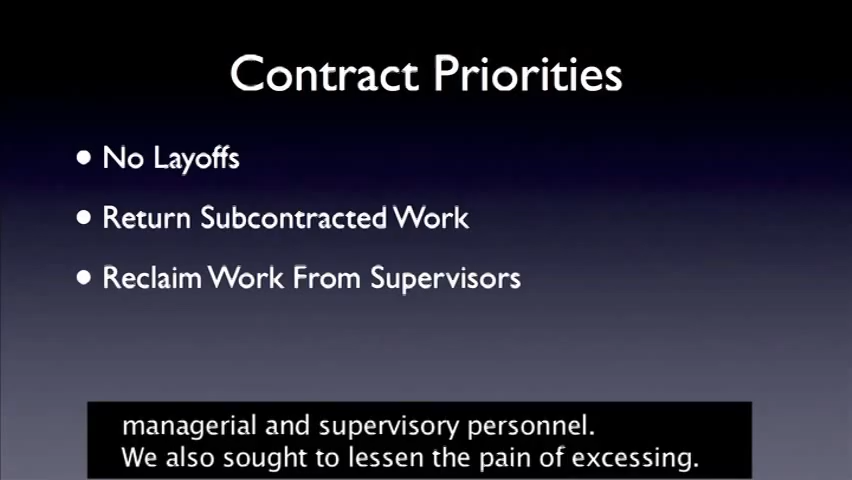 Contract Priorities
• No Layoffs
• Return Subcontracted Work
• Reclaim Work From Supervisors
managerial and supervisory personnel.
We also sought to lessen the pain of excessing.